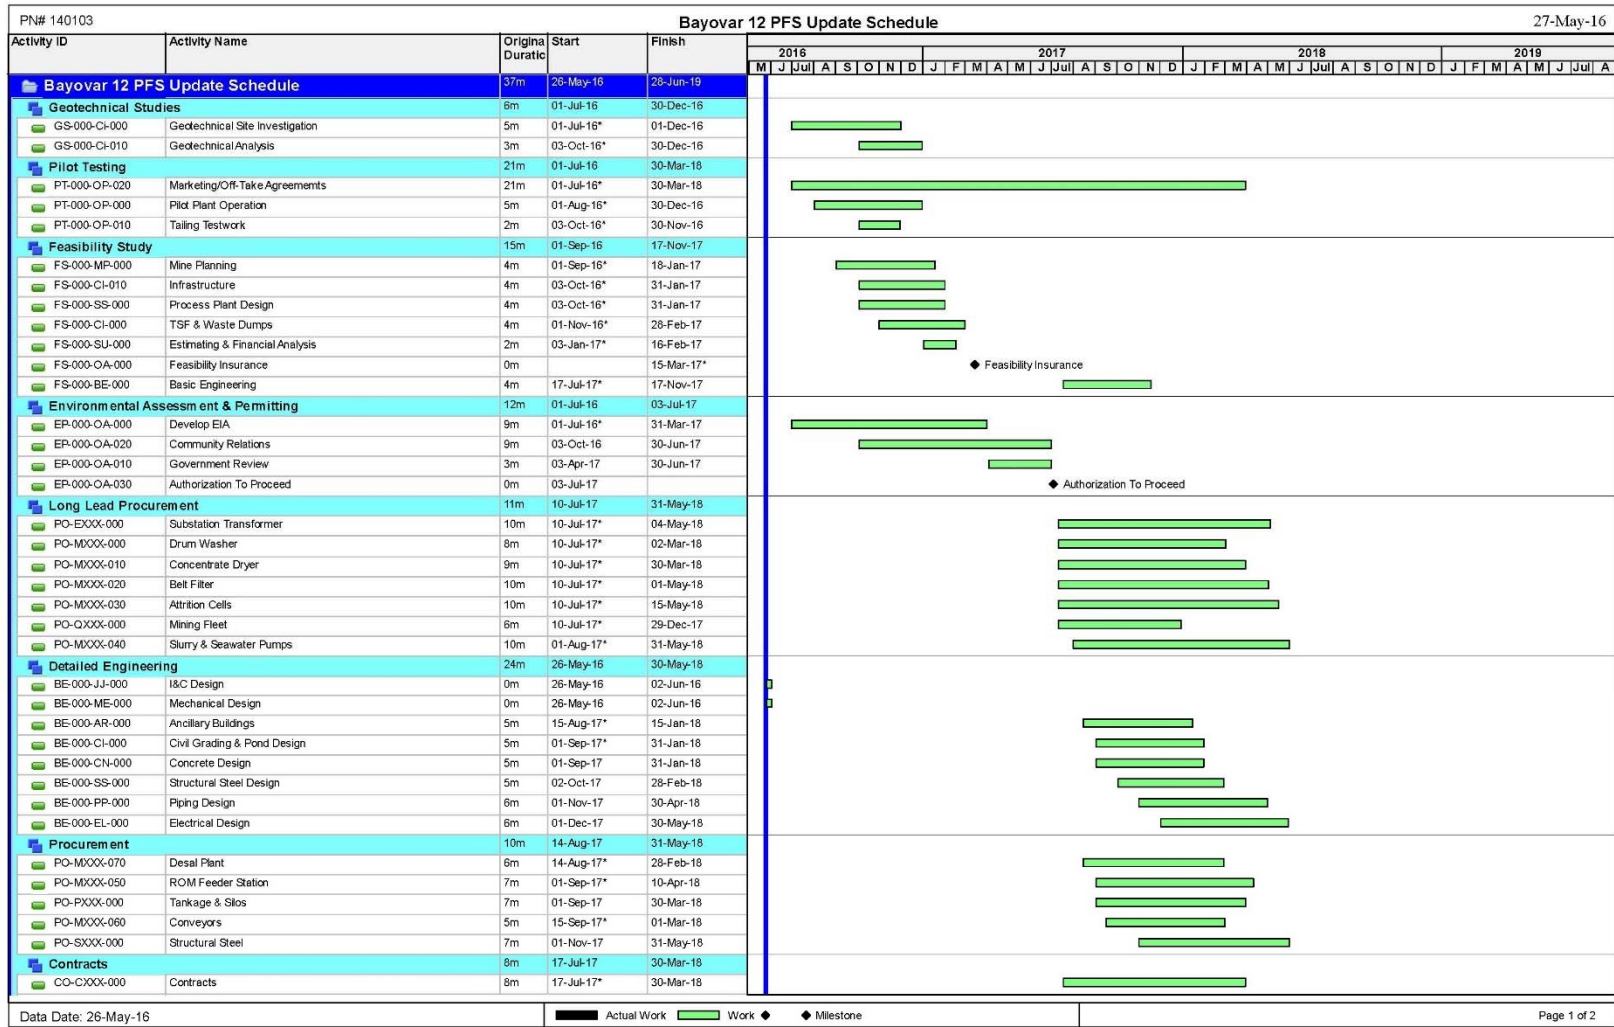 PN# 140103 Bayovar 12 PFS Update Schedule 27-May-16
Activity ID Activity Name Origina Start Finish
Duratic
2016 2017 2018 2019
M J Jul A S O N D J F M A M J Jul A S O N D J F M A M J Jul A S O N D J F M A M J Jul A
Bayovar 12 PFS Update Schedule 37m 26-May-16 28-Jun-19
Geotechnical Studies 6m 01-Jul-16 30-Dec-16
GS-000-Ci-000 Geotechnical Site Investigation 5m 01-Jul-16* 01-Dec-16
GS-000-Ci-010 Geotechnical Analysis 3m 03-Oct-16* 30-Dec-16
Pilot Testing 21m 01-Jul-16 30-Mar-18
PT-000-OP-020 Marketing/Off-Take Agreememts 21m 01-Jul-16* 30-Mar-18
PT-000-OP-000 Pilot Plant Operation 5m 01-Aug-16* 30-Dec-16
PT-000-OP-010 Tailing Testwork 2m 03-Oct-16* 30-Nov-16
Feasibility Study 15m 01-Sep-16 17-Nov-17
FS-000-MP-000 Mine Planning 4m 01-Sep-16* 18-Jan-17
FS-000-CI-010 Infrastructure 4m 03-Oct-16* 31-Jan-17
FS-000-SS-000 Process Plant Design 4m 03-Oct-16* 31-Jan-17
FS-000-CI-000 TSF & Waste Dumps 4m 01-Nov-16* 28-Feb-17
FS-000-SU-000 Estimating & Financial Analysis 2m 03-Jan-17* 16-Feb-17
FS-000-OA-000 Feasibility Insurance 0m 15-Mar-17* Feasibility Insurance
FS-000-BE-000 Basic Engineering 4m 17-Jul-17* 17-Nov-17
Environmental Assessment & Permitting 12m 01-Jul-16 03-Jul-17
EP-000-OA-000 Develop EIA 9m 01-Jul-16* 31-Mar-17
EP-000-OA-020 Community Relations 9m 03-Oct-16 30-Jun-17
EP-000-OA-010 Government Review 3m 03-Apr-17 30-Jun-17
EP-000-OA-030 Authorization To Proceed 0m 03-Jul-17 Authorization To Proceed
Long Lead Procurement 11m 10-Jul-17 31-May-18
PO-EXXX-000 Substation Transformer 10m 10-Jul-17* 04-May-18
PO-MXXX-000 Drum Washer 8m 10-Jul-17* 02-Mar-18
PO-MXXX-010 Concentrate Dryer 9m 10-Jul-17* 30-Mar-18
PO-MXXX-020 Belt Filter 10m 10-Jul-17* 01-May-18
PO-MXXX-030 Attrition Cells 10m 10-Jul-17* 15-May-18
PO-QXXX-000 Mining Fleet 6m 10-Jul-17* 29-Dec-17
PO-MXXX-040 Slurry & Seawater Pumps 10m 01-Aug-17* 31-May-18
Detailed Engineering 24m 26-May-16 30-May-18
BE-000-JJ-000 I&C Design 0m 26-May-16 02-Jun-16
BE-000-ME-000 Mechanical Design 0m 26-May-16 02-Jun-16
BE-000-AR-000 Ancillary Buildings 5m 15-Aug-17* 15-Jan-18
BE-000-CI-000 Civil Grading & Pond Design 5m 01-Sep-17* 31-Jan-18
BE-000-CN-000 Concrete Design 5m 01-Sep-17 31-Jan-18
BE-000-SS-000 Structural Steel Design 5m 02-Oct-17 28-Feb-18
BE-000-PP-000 Piping Design 6m 01-Nov-17 30-Apr-18
BE-000-EL-000 Electrical Design 6m 01-Dec-17 30-May-18
Procurement 10m 14-Aug-17 31-May-18
PO-MXXX-070 Desal Plant 6m 14-Aug-17* 28-Feb-18
PO-MXXX-050 ROM Feeder Station 7m 01-Sep-17* 10-Apr-18
PO-PXXX-000 Tankage & Silos 7m 01-Sep-17 30-Mar-18
PO-MXXX-060 Conveyors 5m 15-Sep-17* 01-Mar-18
PO-SXXX-000 Structural Steel 7m 01-Nov-17 31-May-18
Contracts 8m 17-Jul-17 30-Mar-18
CO-CXXX-000 Contracts 8m 17-Jul-17* 30-Mar-18
Data Date: 26-May-16 Actual Work Work Milestone Page 1 of 2